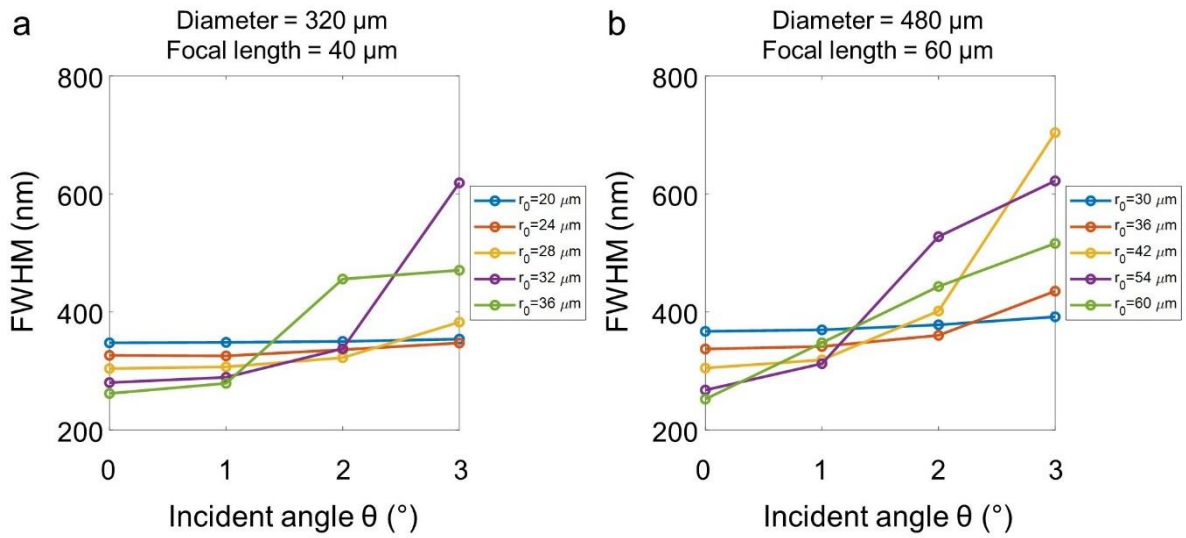 a
Diameter = 320 μm
Focal length = 40 μm
800
600
400
200
FWHM (nm)
0 1 2 3
Incident angle θ (°)
r0=20 μm
r0=24 μm
r0=28 μm
r0=32 μm
r0=36 μm
b
Diameter = 480 μm
Focal length = 60 μm
800
600
400
200
FWHM (nm)
0 1 2 3
Incident angle θ (°)
r0=30 μm
r0=36 μm
r0=42 μm
r0=54 μm
r0=60 μm